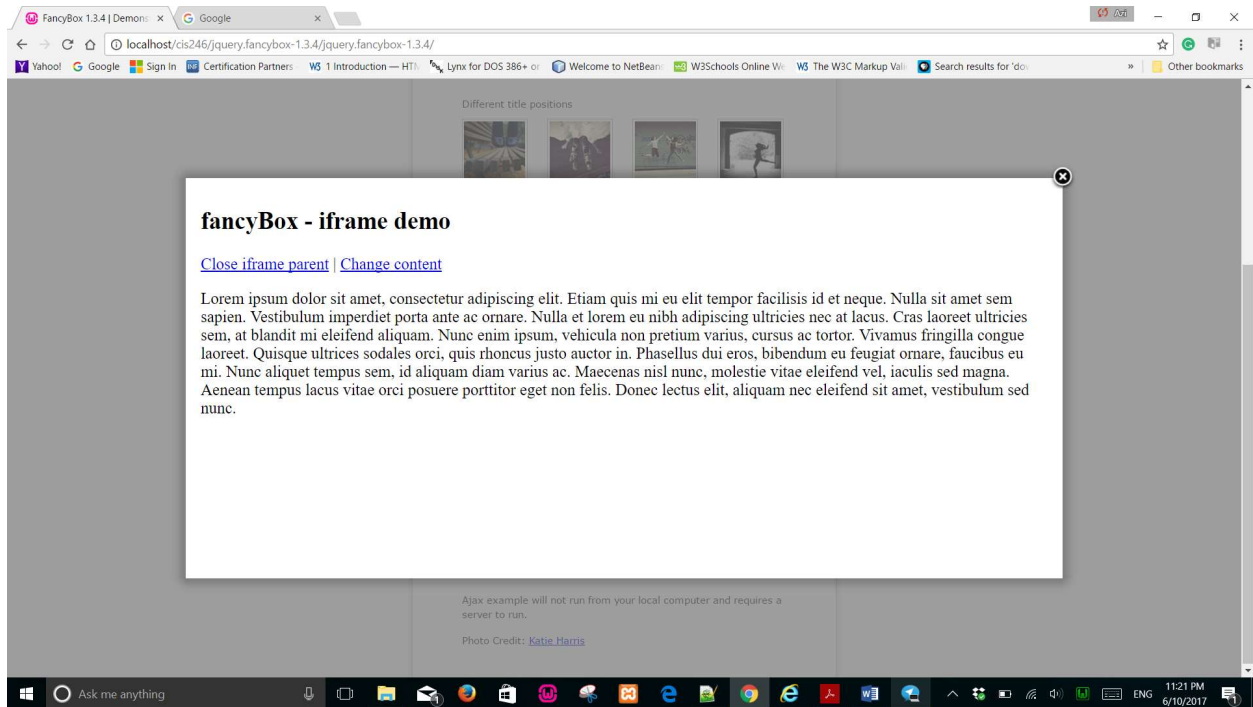 FancyBox 1.3.4 | Demons
Google
Azi
localhost/cis246/jquery.fancybox-1.3.4/jquery.fancybox-1.3.4/
Yahoo!
Google
Sign In
Certification Partners
1 Introduction — HT
Lynx for DOS 386+ or
Welcome to NetBean
W3Schools Online We
The W3C Markup Vali
Search results for 'do
»
Other bookmarks
Different title positions
fancyBox - iframe demo
Close iframe parent | Change content
Lorem ipsum dolor sit amet, consectetur adipiscing elit. Etiam quis mi eu elit tempor facilisis id et neque. Nulla sit amet sem
sapien. Vestibulum imperdiet porta ante ac ornare. Nulla et lorem eu nibh adipiscing ultricies nec at lacus. Cras laoreet ultricies
sem, at blandit mi eleifend aliquam. Nunc enim ipsum, vehicula non pretium varius, cursus ac tortor. Vivamus fringilla congue
laoreet. Quisque ultrices sodales orci, quis rhoncus justo auctor in. Phasellus dui eros, bibendum eu feugiat ornare, faucibus eu
mi. Nunc aliquet tempus sem, id aliquam diam varius ac. Maecenas nisl nunc, molestie vitae eleifend vel, iaculis sed magna.
Aenean tempus lacus vitae orci posuere porttitor eget non felis. Donec lectus elit, aliquam nec eleifend sit amet, vestibulum sed
nunc.
Ajax example will not run from your local computer and requires a
server to run.
Photo Credit: Katie Harris
Ask me anything
ENG
11:21 PM
6/10/2017